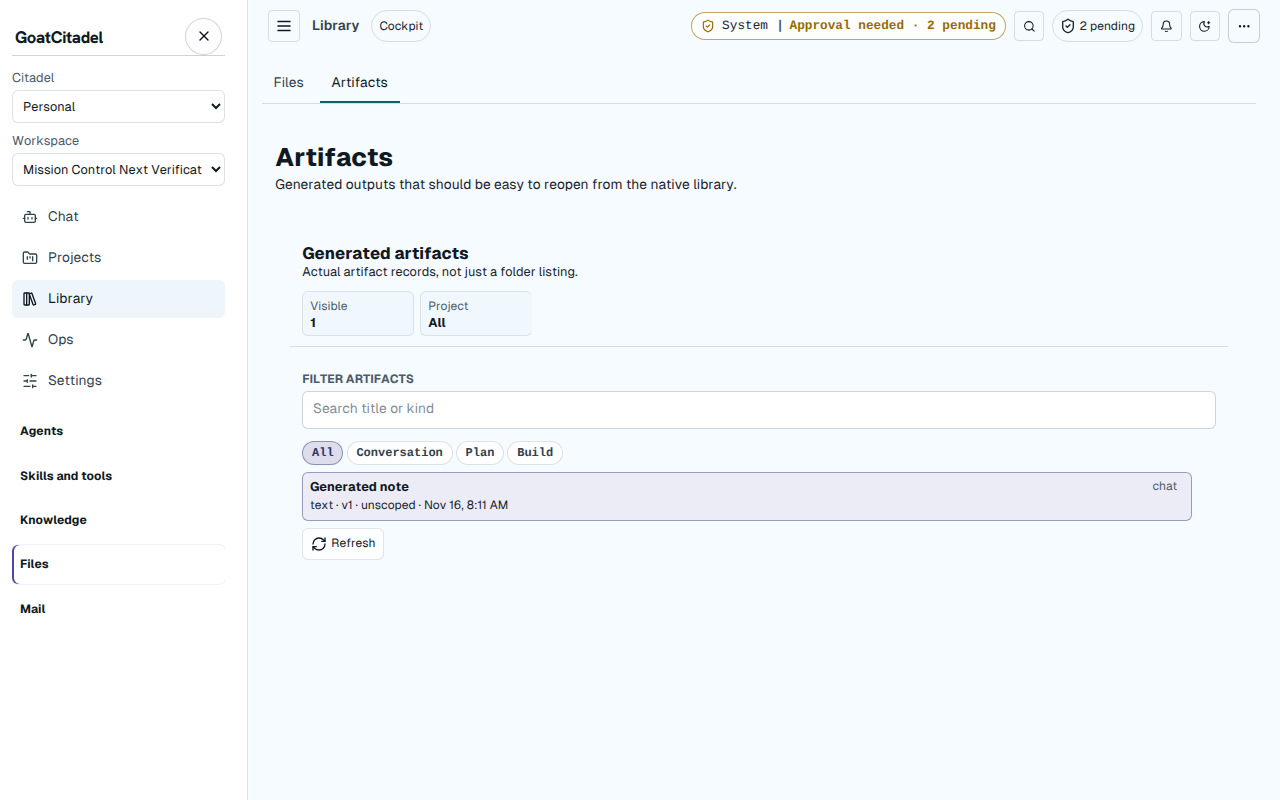 GoatCitadel
Citadel
Personal
Workspace
Mission Control Next Verificat
Chat
Projects
Library
Ops
Settings
Agents
Skills and tools
Knowledge
Files
Mail
Library
Cockpit
System | Approval needed · 2 pending
2 pending
Files
Artifacts
Artifacts
Generated outputs that should be easy to reopen from the native library.
Generated artifacts
Actual artifact records, not just a folder listing.
Visible
1
Project
All
FILTER ARTIFACTS
Search title or kind
All
Conversation
Plan
Build
Generated note
chat
text · v1 · unscoped · Nov 16, 8:11 AM
Refresh